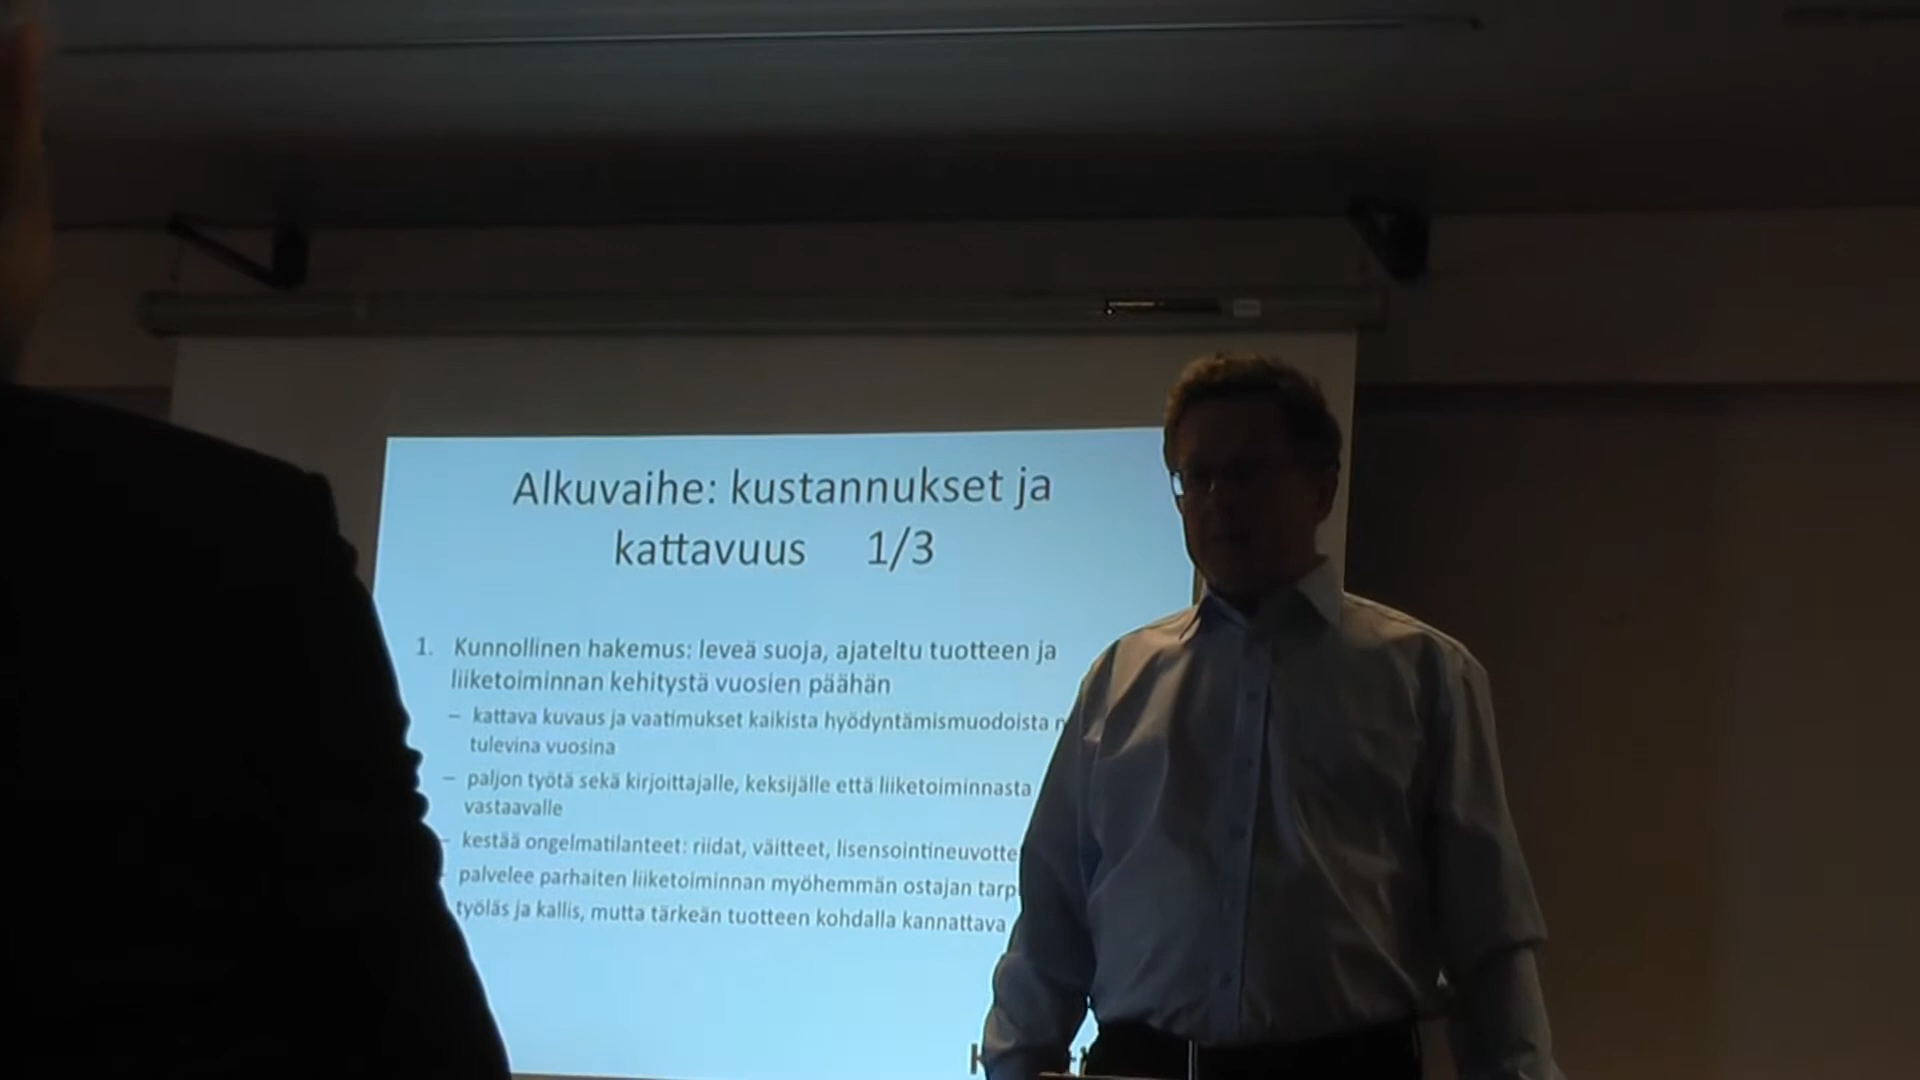 Alkuvaihe: kustannukset ja
kattavuus 1/3
1. Kunnollinen hakemus: leveä suoja, ajateltu tuotteen ja
liiketoiminnan kehitystä vuosien päähän
– kattava kuvaus ja vaatimukset kaikista hyödyntämismuodoista
tulevina vuosina
– paljon työtä sekä kirjoittajalle, keksijälle että liiketoiminnasta
vastaavalle
– kestää ongelmatilanteet: riidat, väitteet, lisensointineuvotte
palvelee parhaiten liiketoiminnan myöhemmän ostajan tarp
työläs ja kallis, mutta tärkeän tuotteen kohdalla kannattava